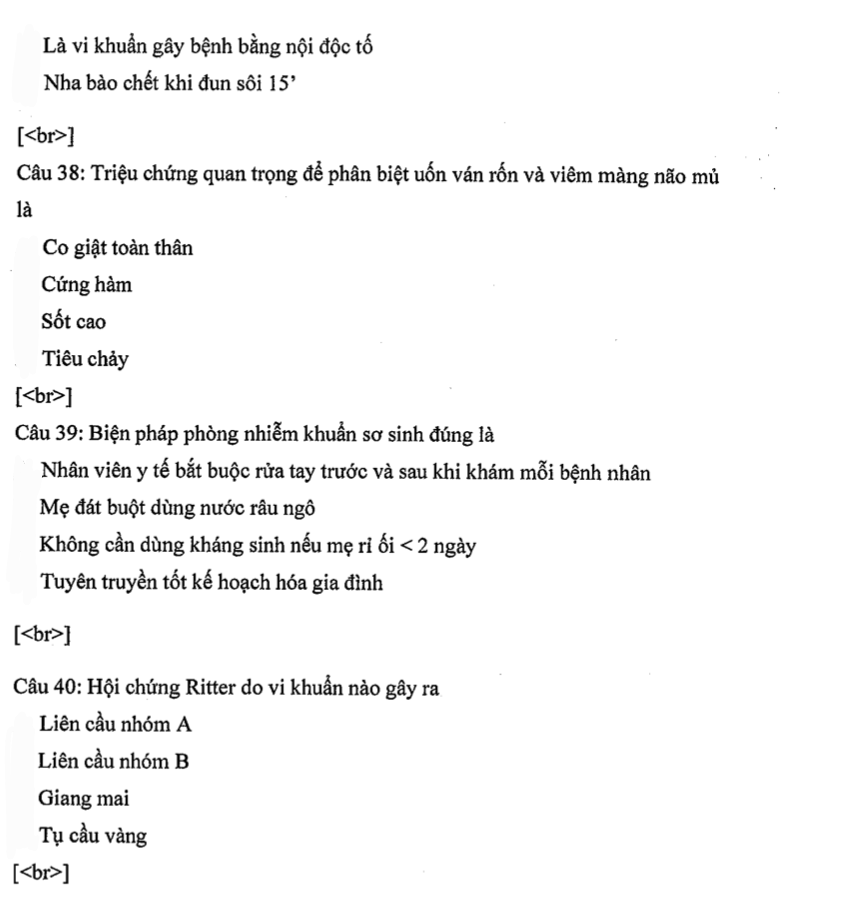 Là vi khuẩn gây bệnh bằng nội độc tố
Nha bào chết khi đun sôi 15’
[<br>]
Câu 38: Triệu chứng quan trọng để phân biệt uốn ván rốn và viêm màng não mủ
là
Co giật toàn thân
Cứng hàm
Sốt cao
Tiêu chảy
[<br>]
Câu 39: Biện pháp phòng nhiễm khuẩn sơ sinh đúng là
Nhân viên y tế bắt buộc rửa tay trước và sau khi khám mỗi bệnh nhân
Mẹ đát buột dùng nước râu ngô
Không cần dùng kháng sinh nếu mẹ rỉ ối < 2 ngày
Tuyên truyền tốt kế hoạch hóa gia đình
[<br>]
Câu 40: Hội chứng Ritter do vi khuẩn nào gây ra
Liên cầu nhóm A
Liên cầu nhóm B
Giang mai
Tụ cầu vàng
[<br>]